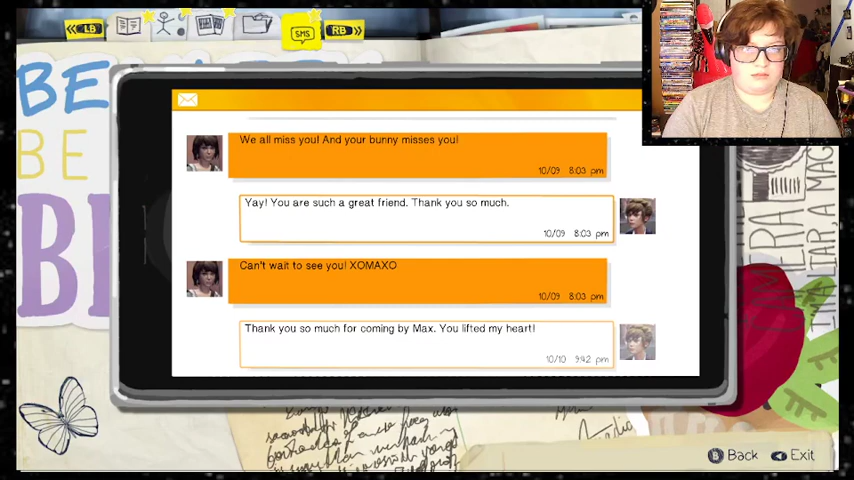 LB
SMS
RB
BE
BE
B
We all miss you! And your bunny misses you!
10/09 8:03 pm
Yay! You are such a great friend. Thank you so much.
10/09 8:03 pm
Can't wait to see you! XOMAXO
10/09 8:03 pm
Thank you so much for coming by Max. You lifted my heart!
10/10 9:42 pm
B Back
Exit